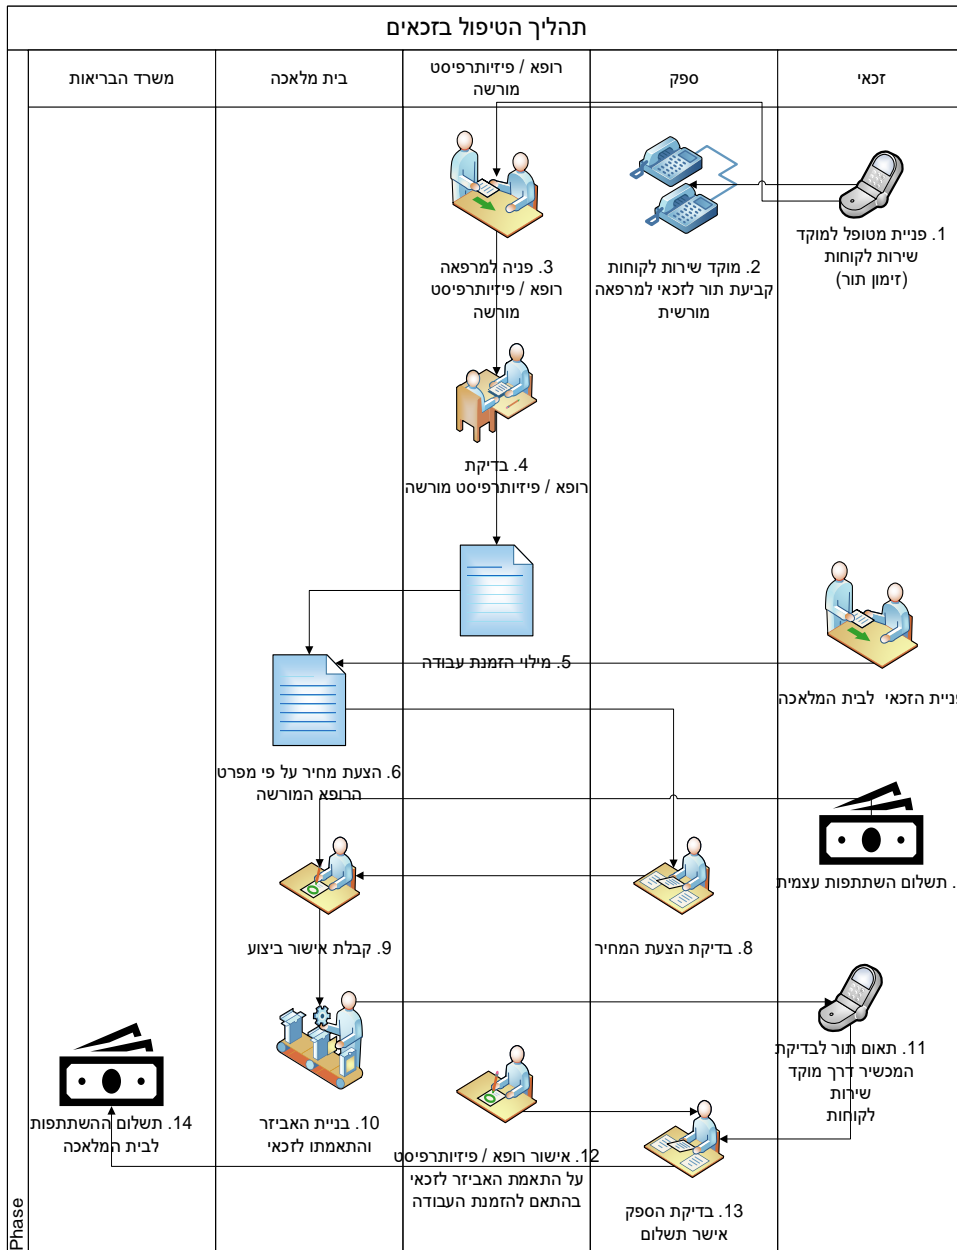 תהליך הטיפול בזכאים
זכאי
ספק
רופא / פיזיותרפיסט
מורשה
בית מלאכה
משרד הבריאות
1. פניית מטופל למוקד
שירות לקוחות
(זימון תור)
2. מוקד שירות לקוחות
קביעת תור לזכאי למרפאה
מורשית
3. פניה למרפאה
רופא / פיזיותרפיסט
מורשה
4. בדיקת
רופא / פיזיותרפיסט מורשה
5. מילוי הזמנת עבודה
פניית הזכאי לבית המלאכה
6. הצעת מחיר על פי מפרט
הרופא המורשה
. תשלום השתתפות עצמית
8. בדיקת הצעת המחיר
9. קבלת אישור ביצוע
10. בניית האביזר
והתאמתו לזכאי
11. תאום תור לבדיקת
המכשיר דרך מוקד
שירות
לקוחות
12. אישור רופא / פיזיותרפיסט
על התאמת האביזר לזכאי
בהתאם להזמנת העבודה
13. בדיקת הספק
אישר תשלום
14. תשלום ההשתתפות
לבית המלאכה
Phase